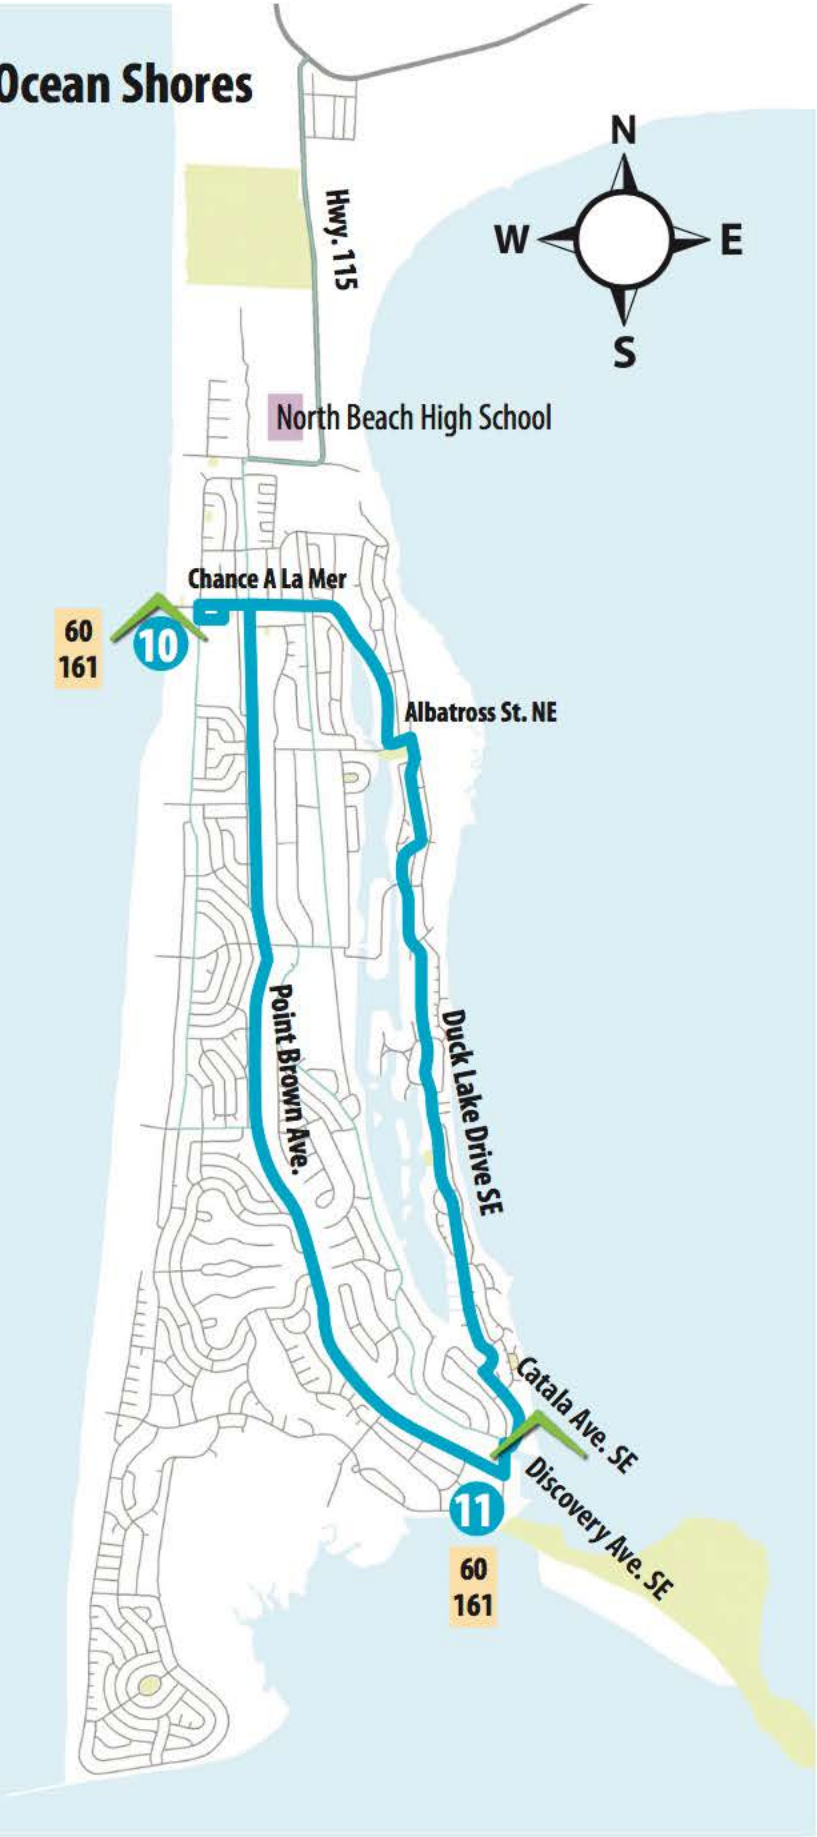 Ocean Shores
N
W
E
S
Hwy. 115
North Beach High School
Chance A La Mer
60
161
10
Albatross St. NE
Point Brown Ave.
Duck Lake Drive SE
Catala Ave. SE
Discovery Ave. SE
11
60
161